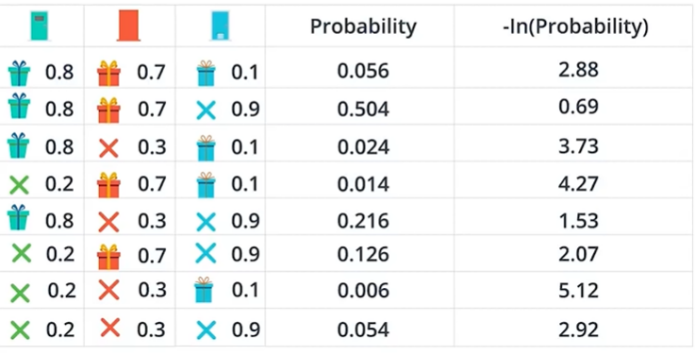 Probability -ln(Probability)
0.8 0.7 0.1 0.056 2.88
0.8 0.7 0.9 0.504 0.69
0.8 0.3 0.1 0.024 3.73
0.2 0.7 0.1 0.014 4.27
0.8 0.3 0.9 0.216 1.53
0.2 0.7 0.9 0.126 2.07
0.2 0.3 0.1 0.006 5.12
0.2 0.3 0.9 0.054 2.92